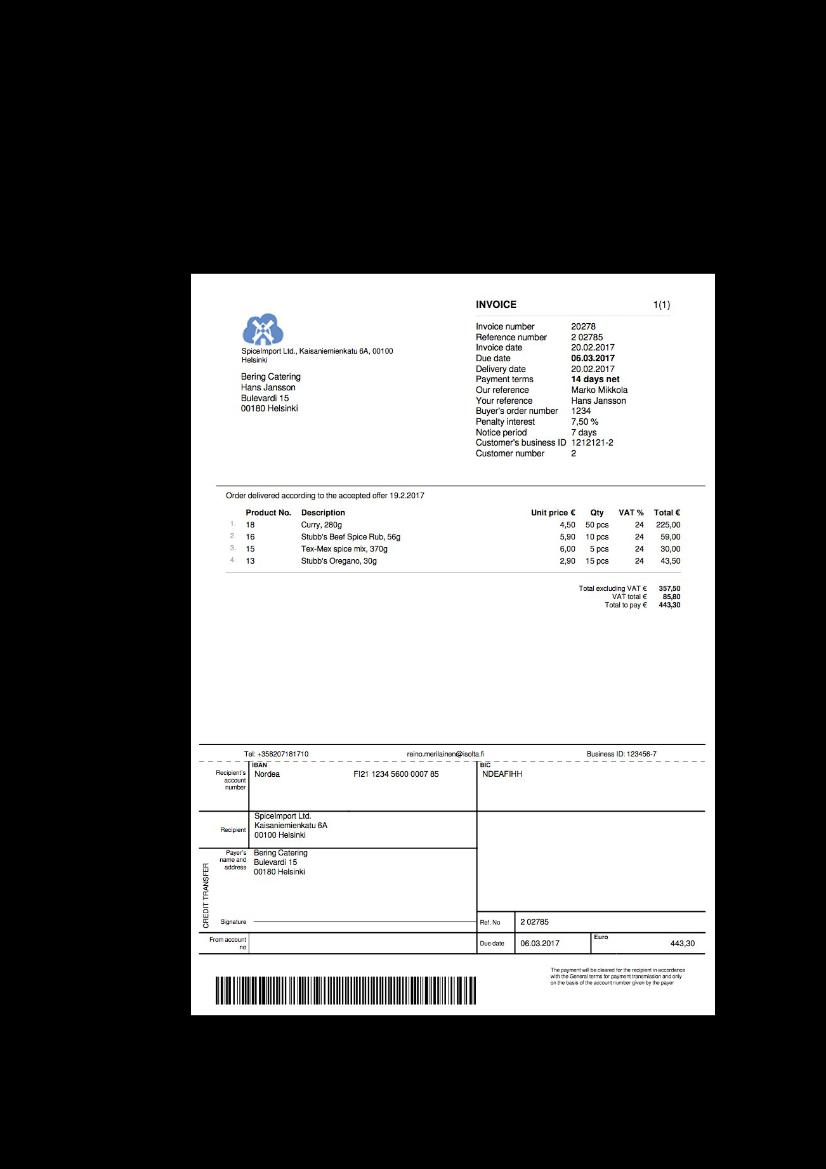 INVOICE 1(1)
SpiceImport Ltd., Kaisaniemienkatu 6A, 00100
Helsinki
Bering Catering
Hans Jansson
Bulevardi 15
00180 Helsinki
Invoice number 20278
Reference number 2 02785
Invoice date 20.02.2017
Due date 06.03.2017
Delivery date 20.02.2017
Payment terms 14 days net
Our reference Marko Mikkola
Your reference Hans Jansson
Buyer's order number 1234
Penalty interest 7,50 %
Notice period 7 days
Customer's business ID 1212121-2
Customer number 2
Order delivered according to the accepted offer 19.2.2017
Product No. Description Unit price € Qty VAT % Total €
1. 18 Curry, 280g 4,50 50 pcs 24 225,00
2. 16 Stubb's Beef Spice Rub, 56g 5,90 10 pcs 24 59,00
3. 15 Tex-Mex spice mix, 370g 6,00 5 pcs 24 30,00
4. 13 Stubb's Oregano, 30g 2,90 15 pcs 24 43,50
Total excluding VAT € 357,50
VAT total € 85,80
Total to pay € 443,30
Tel: +358207181710 reino.merilainen@isolta.fi Business ID: 123456-7
IBAN BIC
Recipient's
account
number
Nordea FI21 1234 5600 0007 85 NDEAFIHH
Recipient
SpiceImport Ltd.
Kaisaniemienkatu 6A
00100 Helsinki
Payer's
name and
address
Bering Catering
Bulevardi 15
00180 Helsinki
CREDIT TRANSFER
Signature
Ref. No 2 02785
From account
no
Due date 06.03.2017 Euro 443,30
The payment will be cleared for the recipient in accordance
with the General terms for payment transmission and only
on the basis of the account number given by the payer